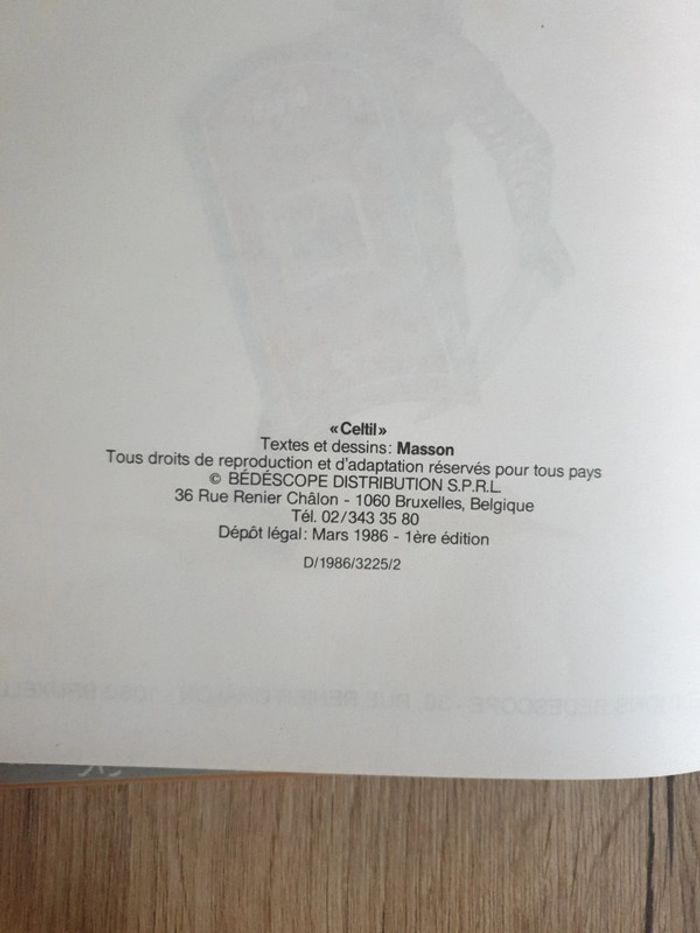 «Celtil»
Textes et dessins: Masson
Tous droits de reproduction et d'adaptation réservés pour tous pays
© BÉDÉSCOPE DISTRIBUTION S.P.R.L.
36 Rue Renier Châlon - 1060 Bruxelles, Belgique
Tél. 02/343 35 80
Dépôt légal: Mars 1986 - 1ère édition
D/1986/3225/2